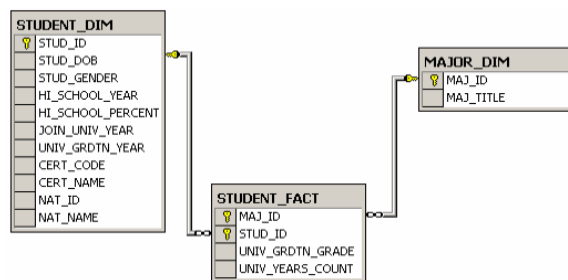 STUDENT_DIM
STUD_ID
STUD_DOB
STUD_GENDER
HI_SCHOOL_YEAR
HI_SCHOOL_PERCENT
JOIN_UNIV_YEAR
UNIV_GRDTN_YEAR
CERT_CODE
CERT_NAME
NAT_ID
NAT_NAME
MAJOR_DIM
MAJ_ID
MAJ_TITLE
STUDENT_FACT
MAJ_ID
STUD_ID
UNIV_GRDTN_GRADE
UNIV_YEARS_COUNT